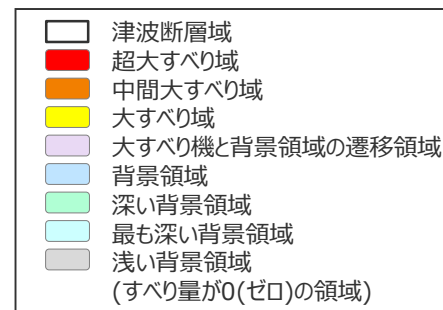 津波断層域
超大すべり域
中間大すべり域
大すべり域
大すべり機と背景領域の遷移領域
背景領域
深い背景領域
最も深い背景領域
浅い背景領域
(すべり量が0(ゼロ)の領域)